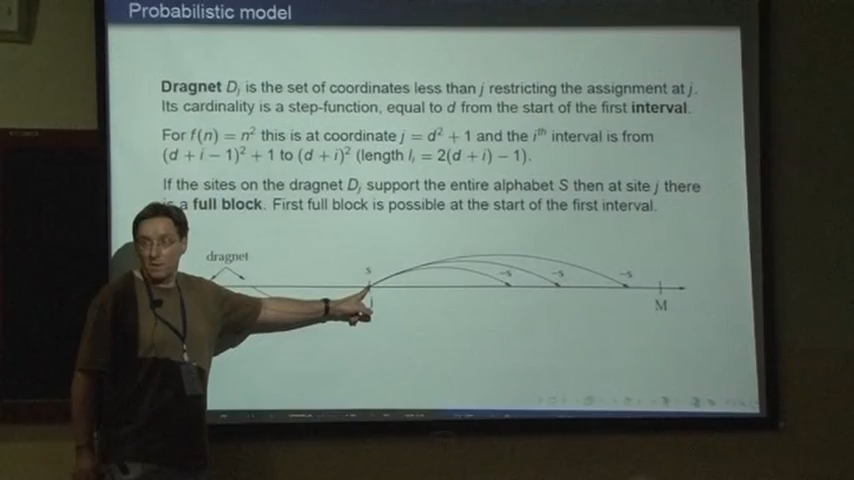 Probabilistic model
Dragnet Dⱼ is the set of coordinates less than j restricting the assignment at j.
Its cardinality is a step-function, equal to d from the start of the first interval.
For f(n) = n² this is at coordinate j = d² + 1 and the iᵗʰ interval is from
(d + i − 1)² + 1 to (d + i)² (length lᵢ = 2(d + i) − 1).
If the sites on the dragnet Dⱼ support the entire alphabet S then at site j there
a full block. First full block is possible at the start of the first interval.
dragnet
s
¬s ¬s ¬s
M